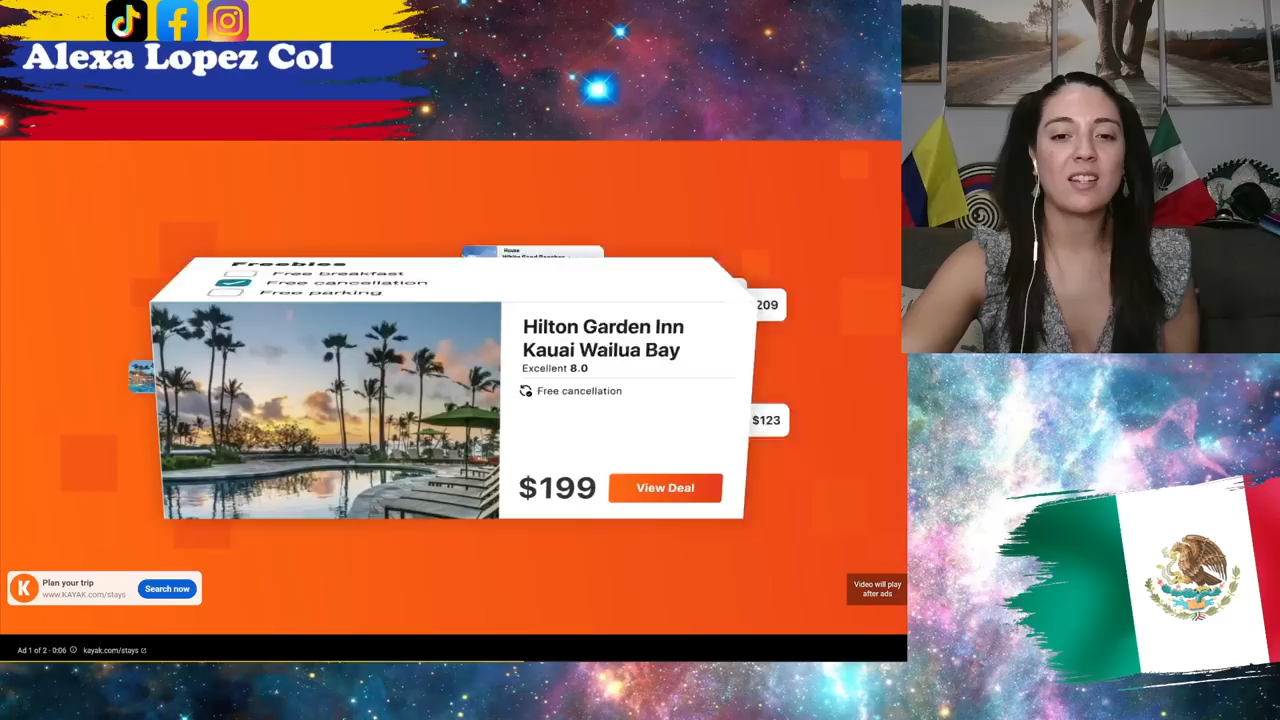 Alexa Lopez Col
House
Freebies
Free breakfast
Free cancellation
Free parking
209
Hilton Garden Inn
Kauai Wailua Bay
Excellent 8.0
Free cancellation
$123
$199
View Deal
K
Plan your trip
www.KAYAK.com/stays
Search now
Video will play
after ads
Ad 1 of 2 · 0:06
kayak.com/stays